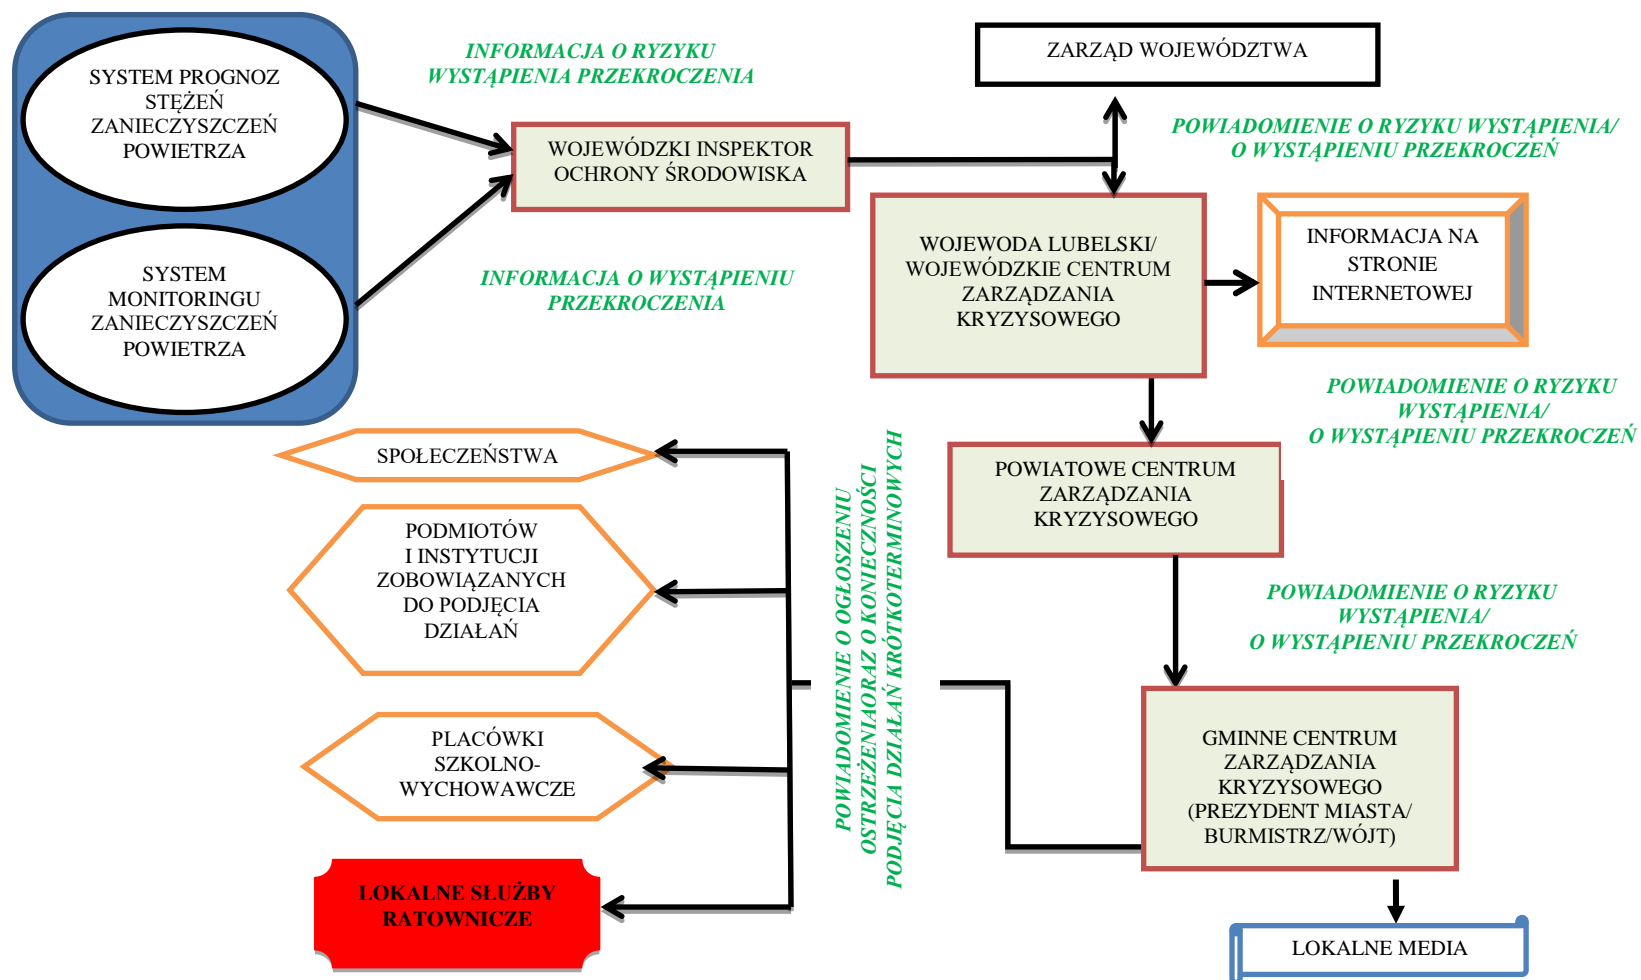 SYSTEM PROGNOZ
STĘŻEŃ
ZANIECZYSZCZEŃ
POWIETRZA
SYSTEM
MONITORINGU
ZANIECZYSZCZEŃ
POWIETRZA
INFORMACJA O RYZYKU
WYSTĄPIENIA PRZEKROCZENIA
INFORMACJA O WYSTĄPIENIU
PRZEKROCZENIA
WOJEWÓDZKI INSPEKTOR
OCHRONY ŚRODOWISKA
ZARZĄD WOJEWÓDZTWA
POWIADOMIENIE O RYZYKU WYSTĄPIENIA/
O WYSTĄPIENIU PRZEKROCZEŃ
WOJEWODA LUBELSKI/
WOJEWÓDZKIE CENTRUM
ZARZĄDZANIA
KRYZYSOWEGO
INFORMACJA NA
STRONIE
INTERNETOWEJ
POWIADOMIENIE O RYZYKU
WYSTĄPIENIA/
O WYSTĄPIENIU PRZEKROCZEŃ
POWIATOWE CENTRUM
ZARZĄDZANIA
KRYZYSOWEGO
POWIADOMIENIE O RYZYKU
WYSTĄPIENIA/
O WYSTĄPIENIU PRZEKROCZEŃ
GMINNE CENTRUM
ZARZĄDZANIA
KRYZYSOWEGO
(PREZYDENT MIASTA/
BURMISTRZ/WÓJT)
LOKALNE MEDIA
POWIADOMIENIE O OGŁOSZENIU
OSTRZEŻENIAORAZ O KONIECZNOŚCI
PODJĘCIA DZIAŁAŃ KRÓTKOTERMINOWYCH
SPOŁECZEŃSTWA
PODMIOTÓW
I INSTYTUCJI
ZOBOWIĄZANYCH
DO PODJĘCIA
DZIAŁAŃ
PLACÓWKI
SZKOLNO-
WYCHOWAWCZE
LOKALNE SŁUŻBY
RATOWNICZE